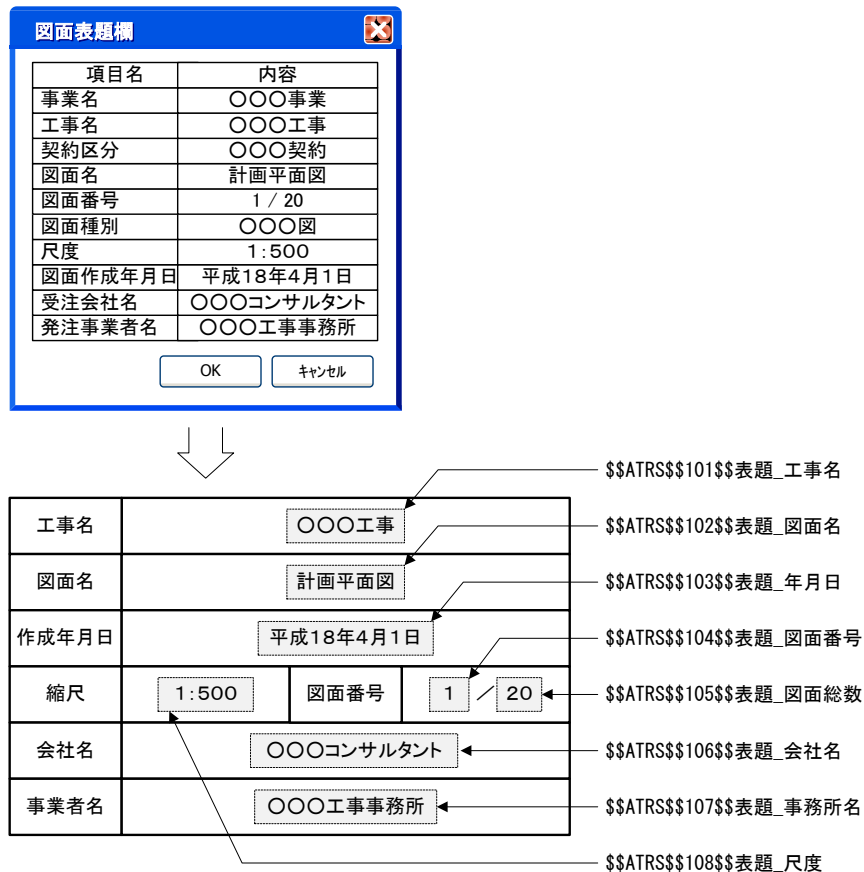 図面表題欄
項目名 内容
事業名 〇〇〇事業
工事名 〇〇〇工事
契約区分 〇〇〇契約
図面名 計画平面図
図面番号 1 / 20
図面種別 〇〇〇図
尺度 1:500
図面作成年月日 平成18年4月1日
受注会社名 〇〇〇コンサルタント
発注事業者名 〇〇〇工事事務所
OK キャンセル
$$ATRS$$101$$表題_工事名
工事名 〇〇〇工事
$$ATRS$$102$$表題_図面名
図面名 計画平面図
$$ATRS$$103$$表題_年月日
作成年月日 平成18年4月1日
$$ATRS$$104$$表題_図面番号
縮尺 1:500 図面番号 1 / 20
$$ATRS$$105$$表題_図面総数
会社名 〇〇〇コンサルタント
$$ATRS$$106$$表題_会社名
事業者名 〇〇〇工事事務所
$$ATRS$$107$$表題_事務所名
$$ATRS$$108$$表題_尺度